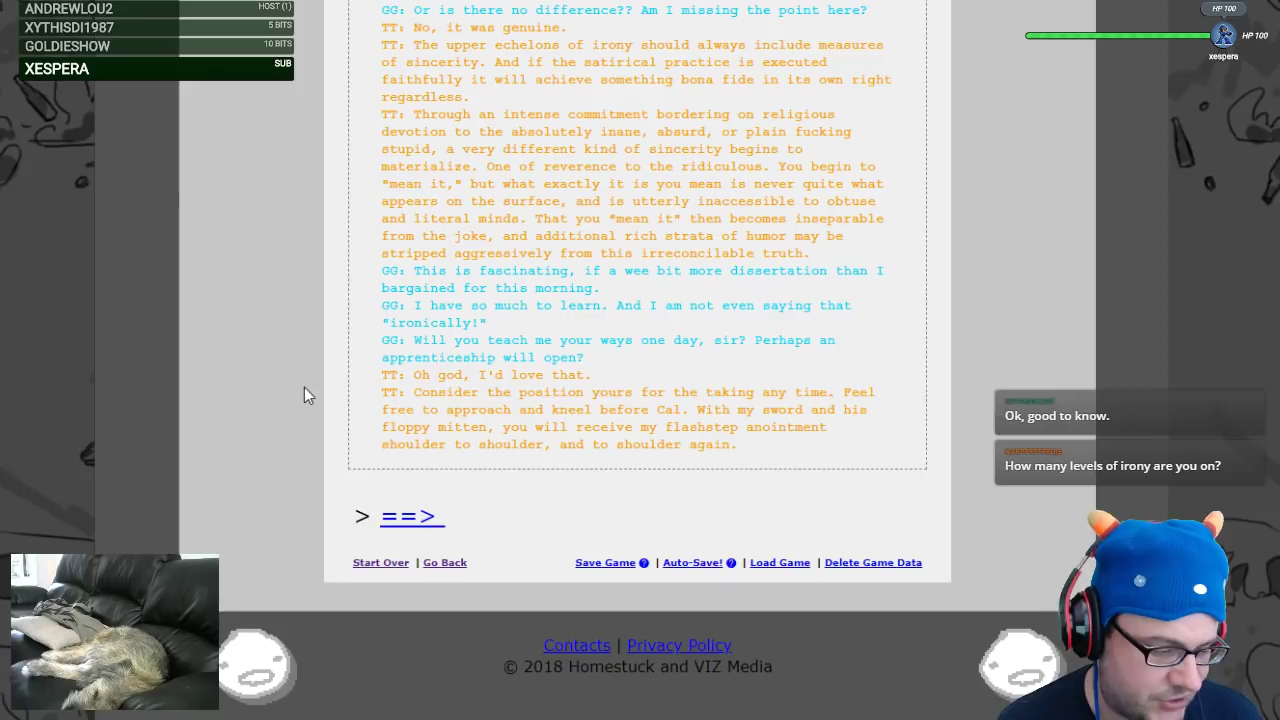 ANDREWLOU2 HOST (1)
XYTHISDI1987 5 BITS
GOLDIESHOW 10 BITS
XESPERA SUB
HP 100
HP 100
xespera
GG: Or is there no difference?? Am I missing the point here?
TT: No, it was genuine.
TT: The upper echelons of irony should always include measures
of sincerity. And if the satirical practice is executed
faithfully it will achieve something bona fide in its own right
regardless.
TT: Through an intense commitment bordering on religious
devotion to the absolutely inane, absurd, or plain fucking
stupid, a very different kind of sincerity begins to
materialize. One of reverence to the ridiculous. You begin to
"mean it," but what exactly it is you mean is never quite what
appears on the surface, and is utterly inaccessible to obtuse
and literal minds. That you "mean it" then becomes inseparable
from the joke, and additional rich strata of humor may be
stripped aggressively from this irreconcilable truth.
GG: This is fascinating, if a wee bit more dissertation than I
bargained for this morning.
GG: I have so much to learn. And I am not even saying that
"ironically!"
GG: Will you teach me your ways one day, sir? Perhaps an
apprenticeship will open?
TT: Oh god, I'd love that.
TT: Consider the position yours for the taking any time. Feel
free to approach and kneel before Cal. With my sword and his
floppy mitten, you will receive my flashstep anointment
shoulder to shoulder, and to shoulder again.
Ok, good to know.
How many levels of irony are you on?
> ==>
Start Over | Go Back Save Game ? | Auto-Save! ? | Load Game | Delete Game Data
Contacts | Privacy Policy
© 2018 Homestuck and VIZ Media